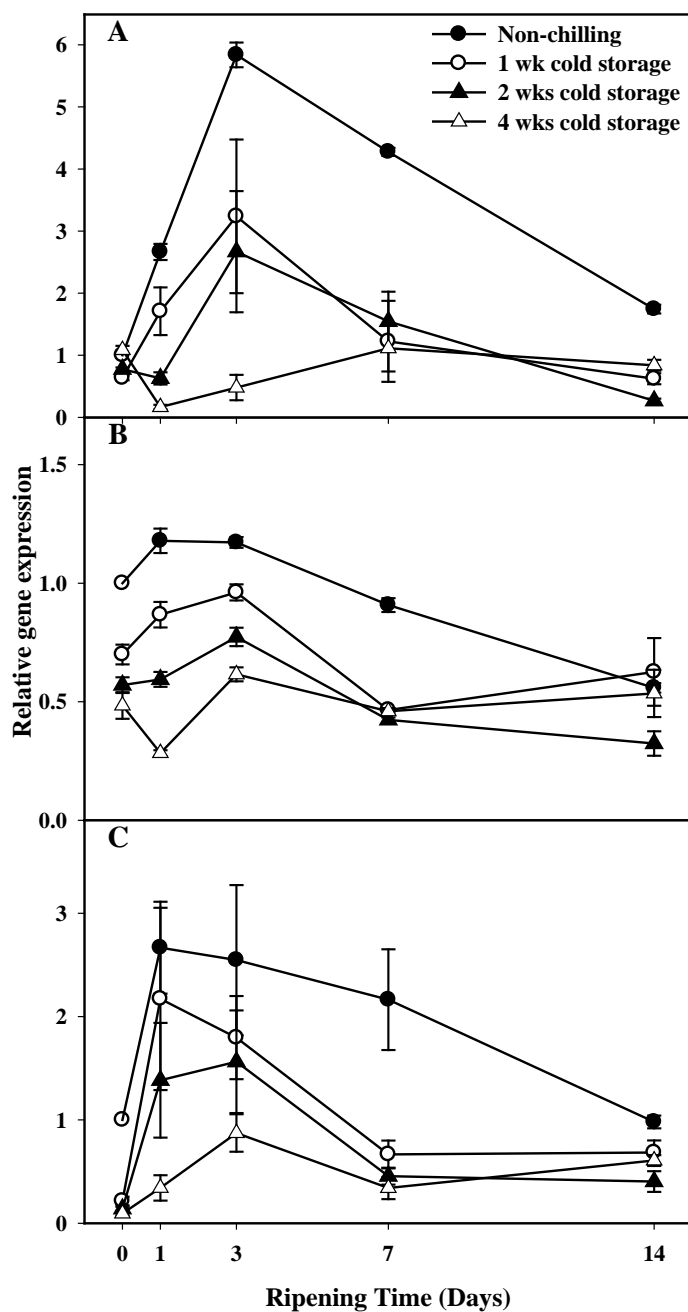 A
Non-chilling
1 wk cold storage
2 wks cold storage
4 wks cold storage
6
5
4
3
2
1
0
B
1.5
1.0
0.5
0.0
Relative gene expression
C
3
2
1
0
0 1 3 7 14
Ripening Time (Days)